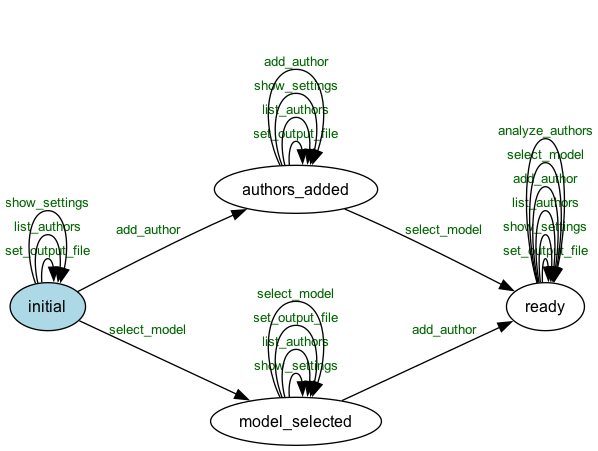 add_author
show_settings
list_authors
set_output_file
authors_added
analyze_authors
select_model
add_author
list_authors
show_settings
set_output_file
ready
show_settings
list_authors
set_output_file
initial
add_author
select_model
select_model
add_author
select_model
set_output_file
list_authors
show_settings
model_selected